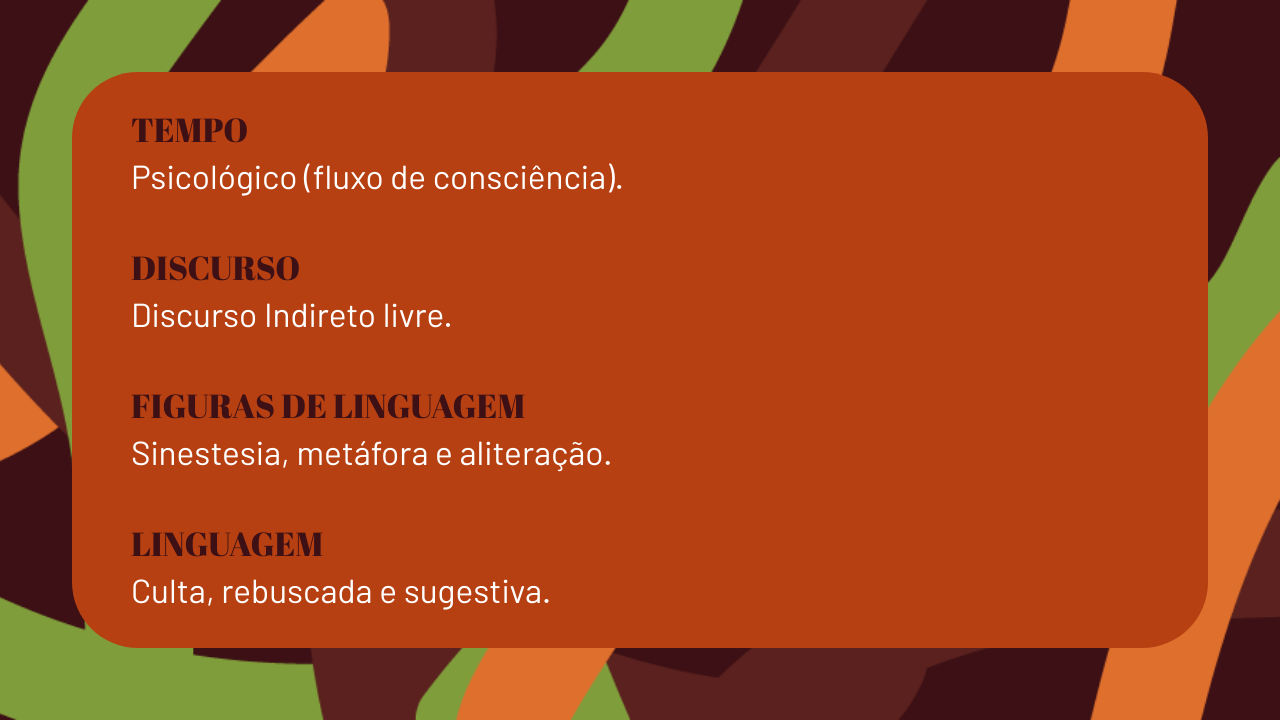 TEMPO
Psicológico (fluxo de consciência).
DISCURSO
Discurso Indireto livre.
FIGURAS DE LINGUAGEM
Sinestesia, metáfora e aliteração.
LINGUAGEM
Culta, rebuscada e sugestiva.